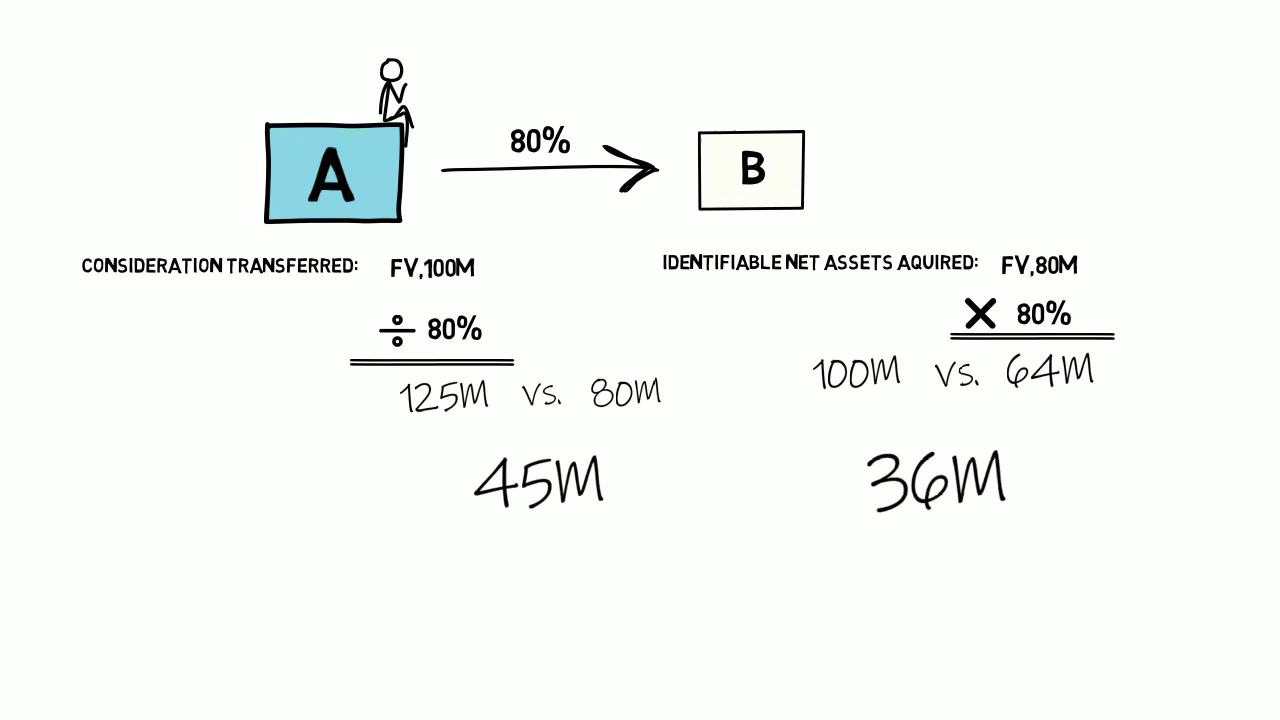 80%
A
B
CONSIDERATION TRANSFERRED: FV,100M
IDENTIFIABLE NET ASSETS AQUIRED: FV,80M
÷ 80%
× 80%
125M vs. 80M
100M vs. 64M
45M
36M